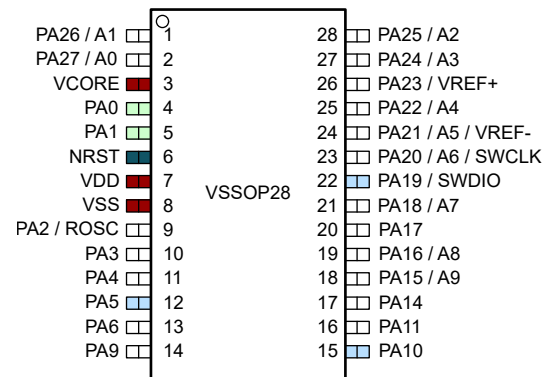 PA26 / A1 1 28 PA25 / A2
PA27 / A0 2 27 PA24 / A3
VCORE 3 26 PA23 / VREF+
PA0 4 25 PA22 / A4
PA1 5 24 PA21 / A5 / VREF-
NRST 6 23 PA20 / A6 / SWCLK
VDD 7 22 PA19 / SWDIO
VSSOP28
VSS 8 21 PA18 / A7
PA2 / ROSC 9 20 PA17
PA3 10 19 PA16 / A8
PA4 11 18 PA15 / A9
PA5 12 17 PA14
PA6 13 16 PA11
PA9 14 15 PA10